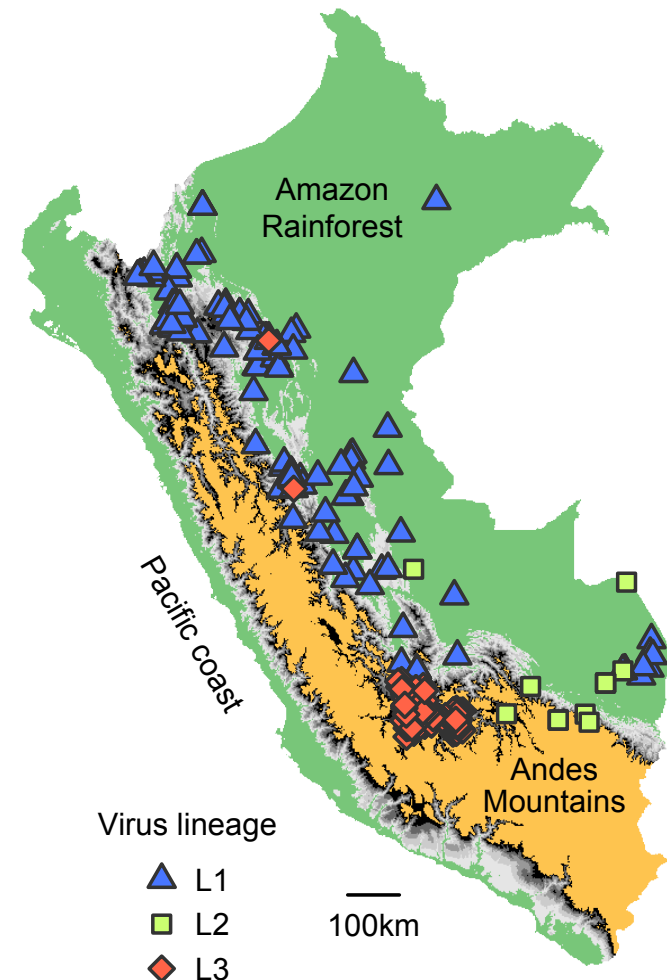 Amazon
Rainforest
Pacific coast
Andes
Mountains
Virus lineage
L1
L2
L3
100km